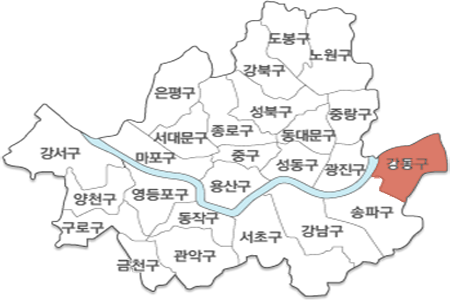 도봉구
노원구
강북구
은평구
성북구
중랑구
서대문구
종로구
동대문구
강서구
마포구
중구
성동구
광진구
강동구
양천구
영등포구
용산구
송파구
구로구
동작구
서초구
강남구
금천구
관악구